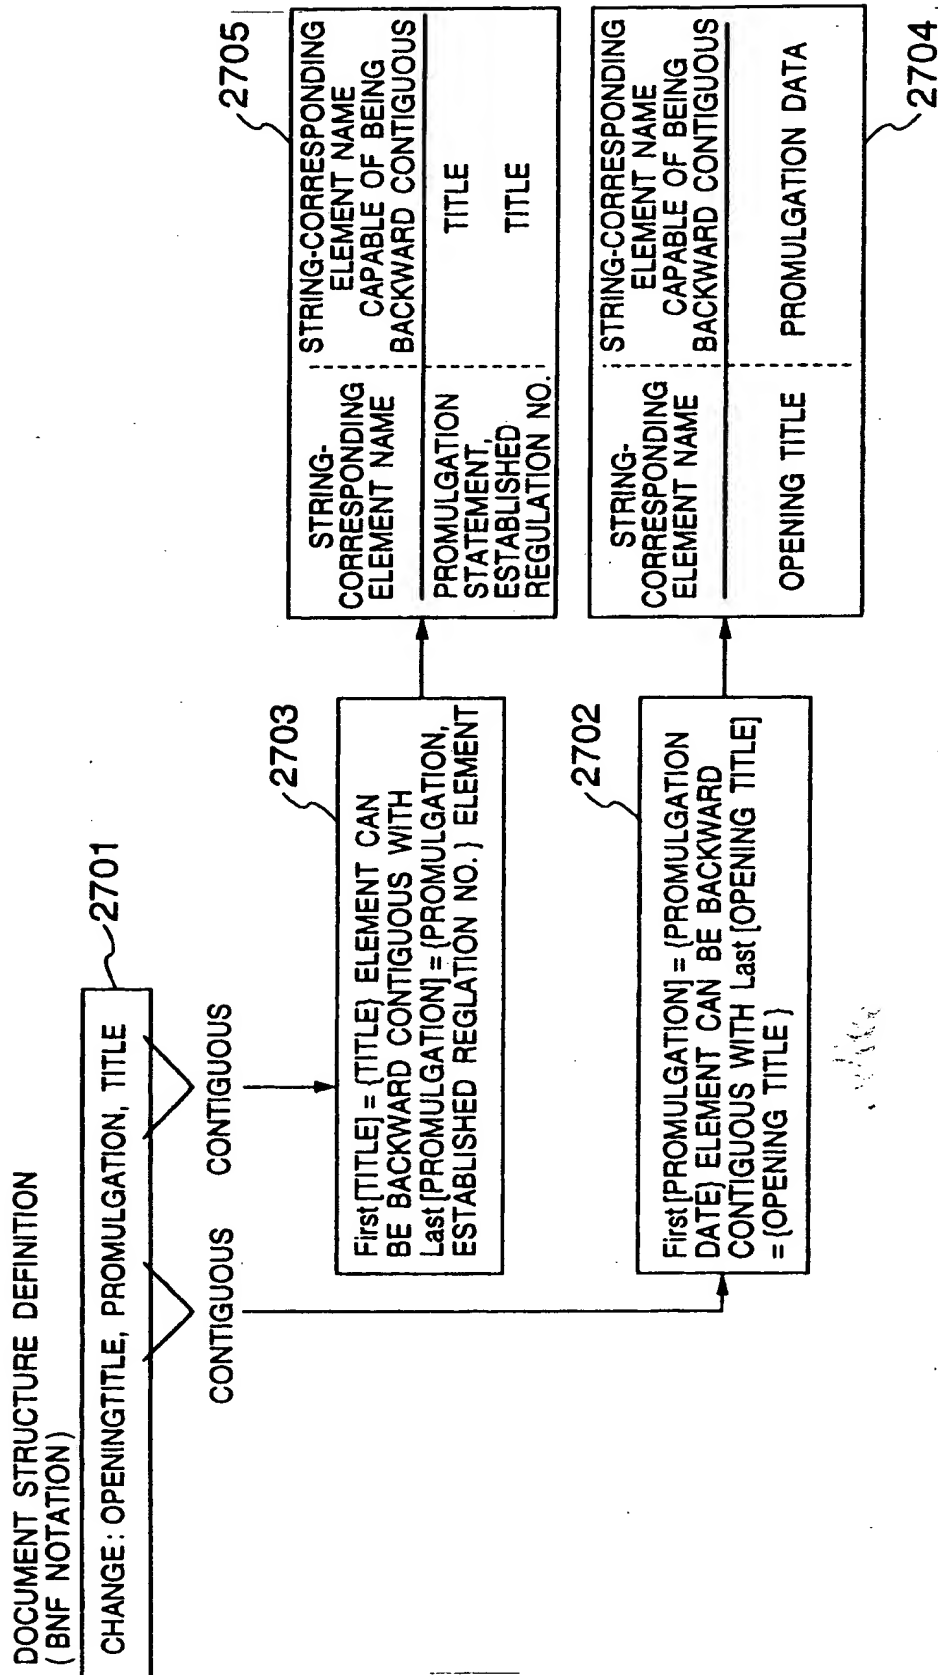 DOCUMENT STRUCTURE DEFINITION
(BNF NOTATION)
2701
CHANGE: OPENINGTITLE, PROMULGATION, TITLE
CONTIGUOUS
CONTIGUOUS
2703
First [TITLE] = {TITLE} ELEMENT CAN
BE BACKWARD CONTIGUOUS WITH
Last [PROMULGATION] = {PROMULGATION,
ESTABLISHED REGLATION NO. } ELEMENT
2705
STRING-
CORRESPONDING
ELEMENT NAME
STRING-CORRESPONDING
ELEMENT NAME
CAPABLE OF BEING
BACKWARD CONTIGUOUS
PROMULGATION
STATEMENT,
ESTABLISHED
REGULATION NO.
TITLE
TITLE
2702
First [PROMULGATION] = {PROMULGATION
DATE} ELEMENT CAN BE BACKWARD
CONTIGUOUS WITH Last [OPENING TITLE]
= {OPENING TITLE }
2704
STRING-
CORRESPONDING
ELEMENT NAME
STRING-CORRESPONDING
ELEMENT NAME
CAPABLE OF BEING
BACKWARD CONTIGUOUS
OPENING TITLE
PROMULGATION DATA